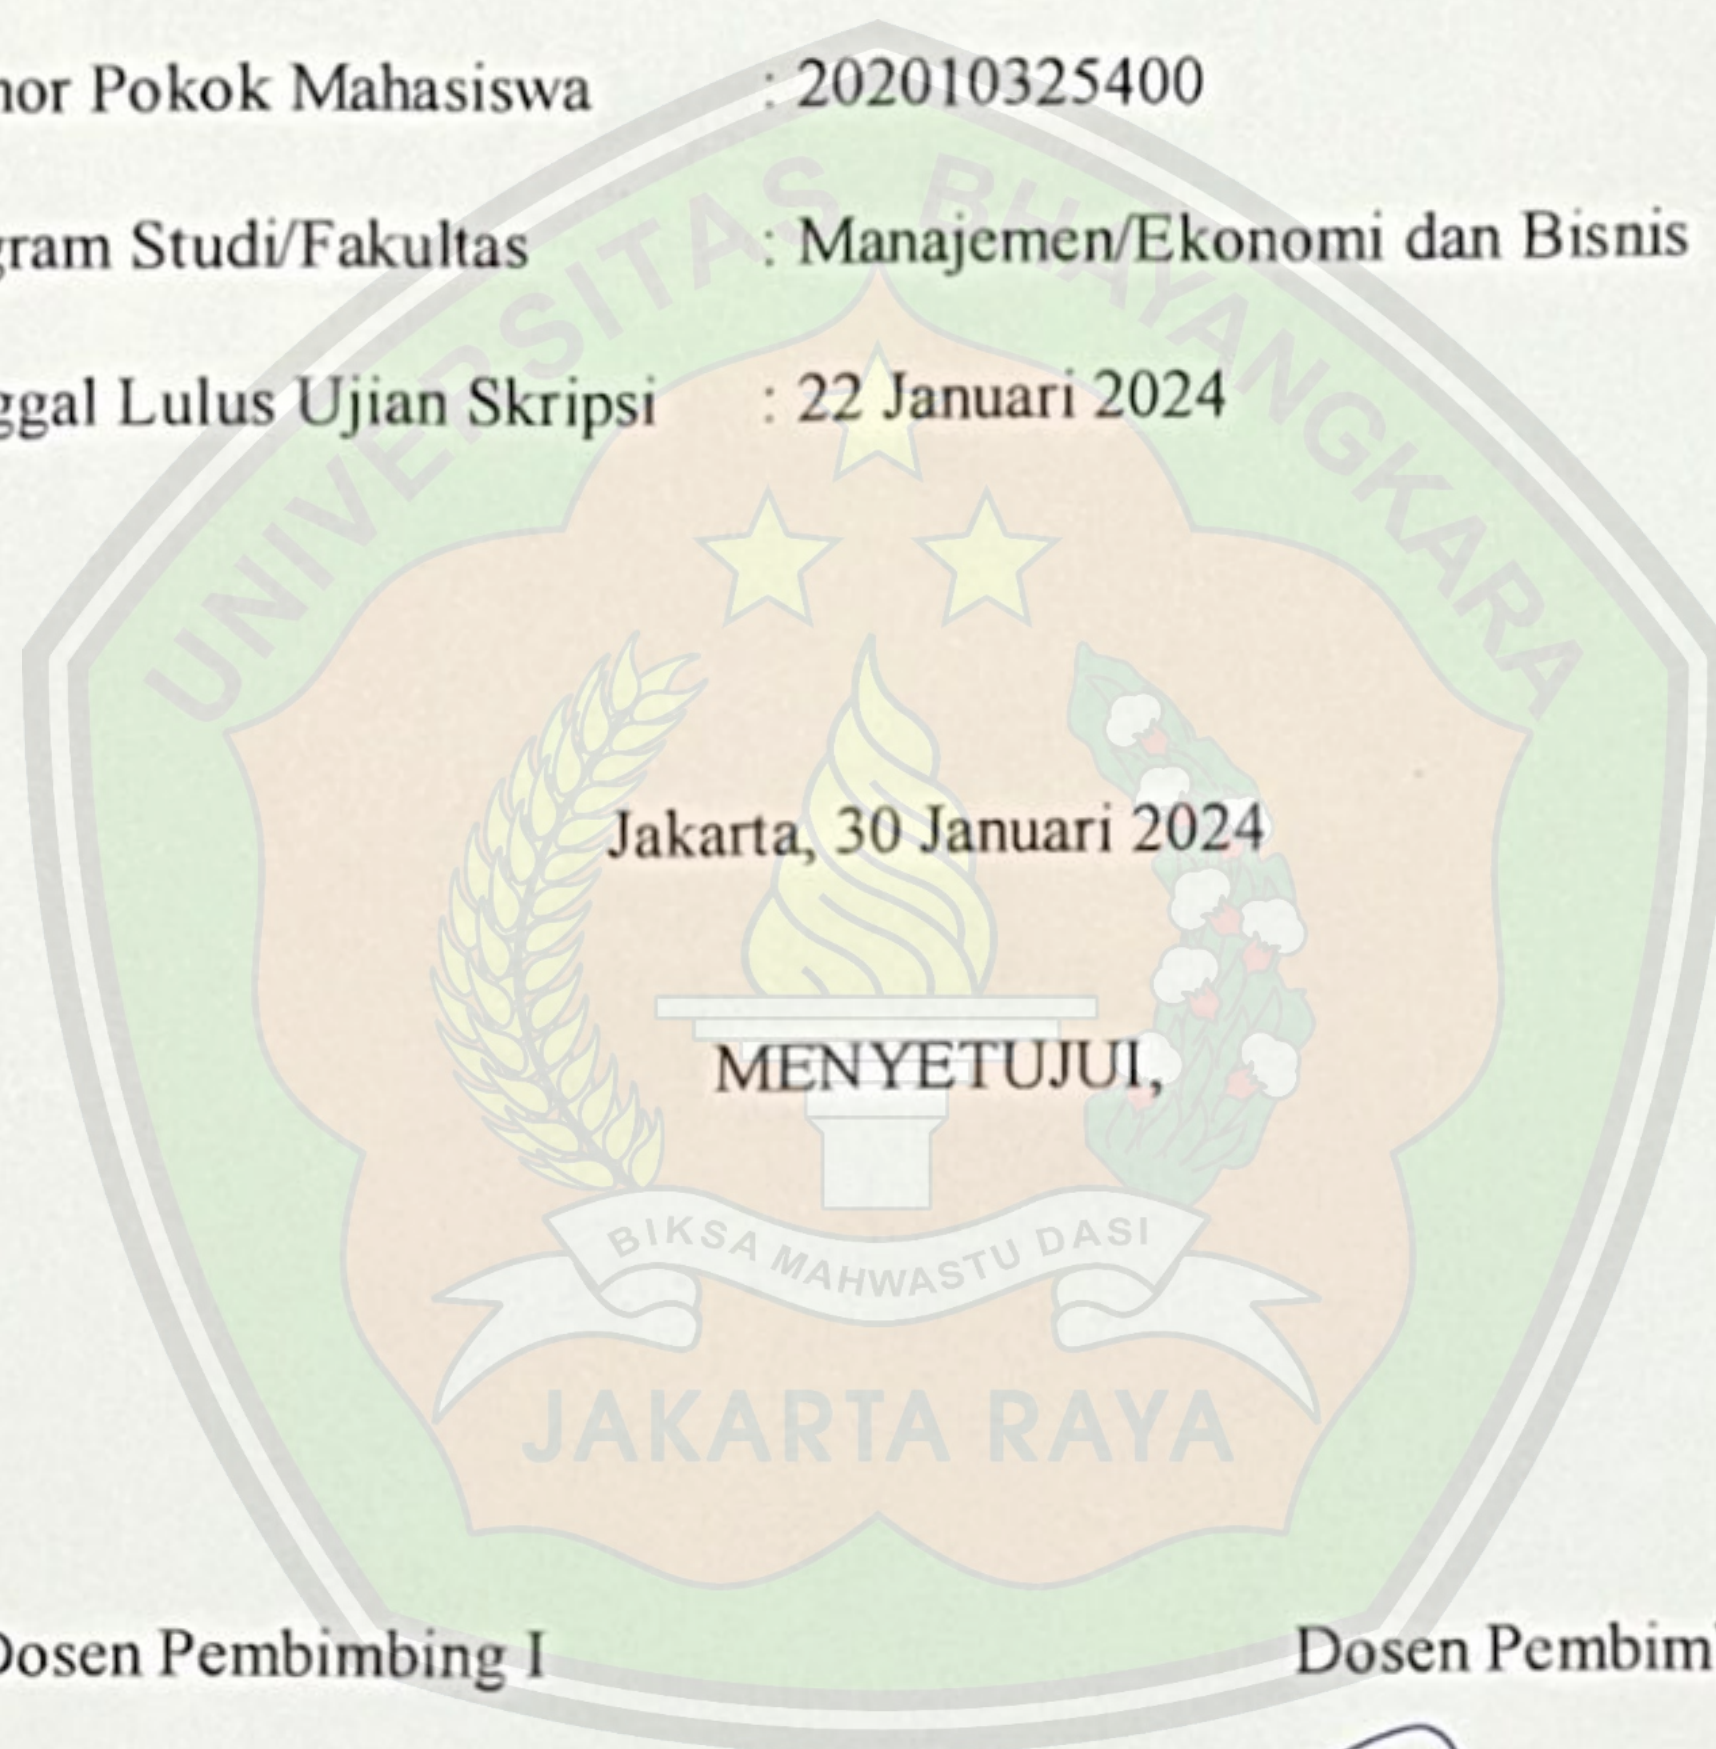 nor Pokok Mahasiswa : 202010325400
gram Studi/Fakultas : Manajemen/Ekonomi dan Bisnis
ggal Lulus Ujian Skripsi : 22 Januari 2024
UNIVERSITAS BHAYANGKARA
Jakarta, 30 Januari 2024
MENYETUJUI,
BIKSA MAHWASTU DASI
JAKARTA RAYA
Dosen Pembimbing I Dosen Pembim